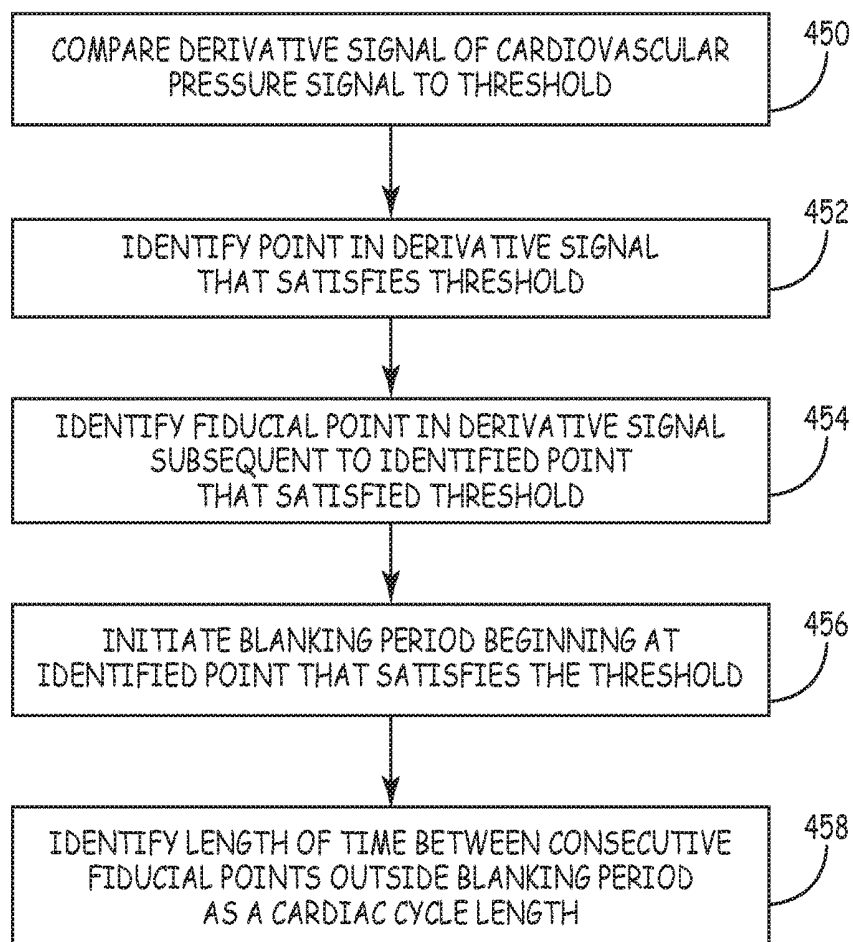 COMPARE DERIVATIVE SIGNAL OF CARDIOVASCULAR
PRESSURE SIGNAL TO THRESHOLD
450
IDENTIFY POINT IN DERIVATIVE SIGNAL
THAT SATISFIES THRESHOLD
452
IDENTIFY FIDUCIAL POINT IN DERIVATIVE SIGNAL
SUBSEQUENT TO IDENTIFIED POINT
THAT SATISFIED THRESHOLD
454
INITIATE BLANKING PERIOD BEGINNING AT
IDENTIFIED POINT THAT SATISFIES THE THRESHOLD
456
IDENTIFY LENGTH OF TIME BETWEEN CONSECUTIVE
FIDUCIAL POINTS OUTSIDE BLANKING PERIOD
AS A CARDIAC CYCLE LENGTH
458